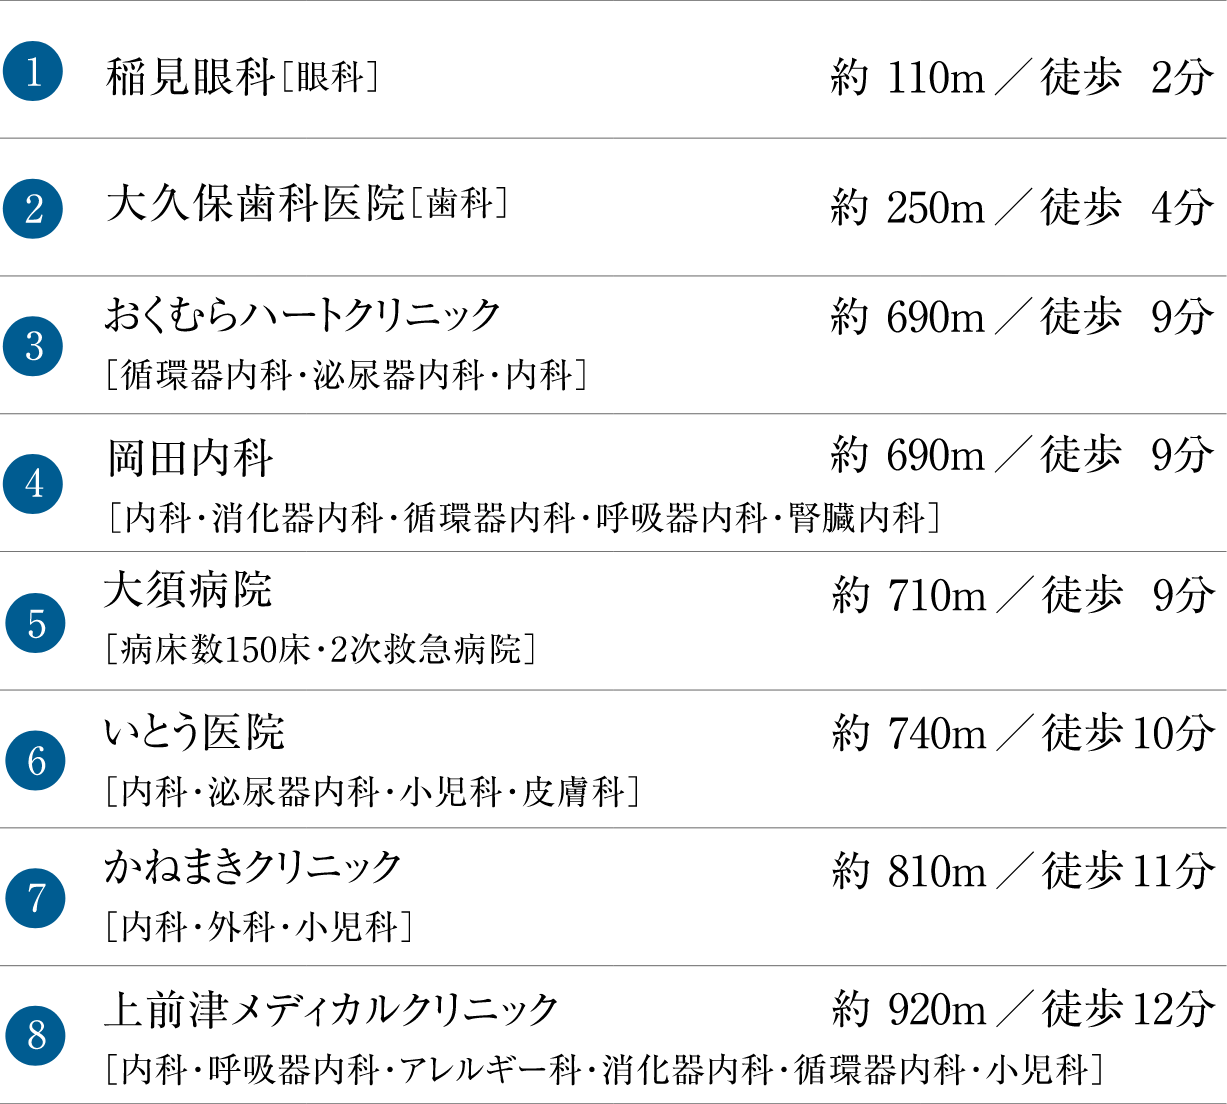 1 稲見眼科[眼科] 約 110m／徒歩 2分
2 大久保歯科医院[歯科] 約 250m／徒歩 4分
3 おくむらハートクリニック 約 690m／徒歩 9分
[循環器内科・泌尿器内科・内科]
4 岡田内科 約 690m／徒歩 9分
[内科・消化器内科・循環器内科・呼吸器内科・腎臓内科]
5 大須病院 約 710m／徒歩 9分
[病床数150床・2次救急病院]
6 いとう医院 約 740m／徒歩10分
[内科・泌尿器内科・小児科・皮膚科]
7 かねまきクリニック 約 810m／徒歩11分
[内科・外科・小児科]
8 上前津メディカルクリニック 約 920m／徒歩12分
[内科・呼吸器内科・アレルギー科・消化器内科・循環器内科・小児科]